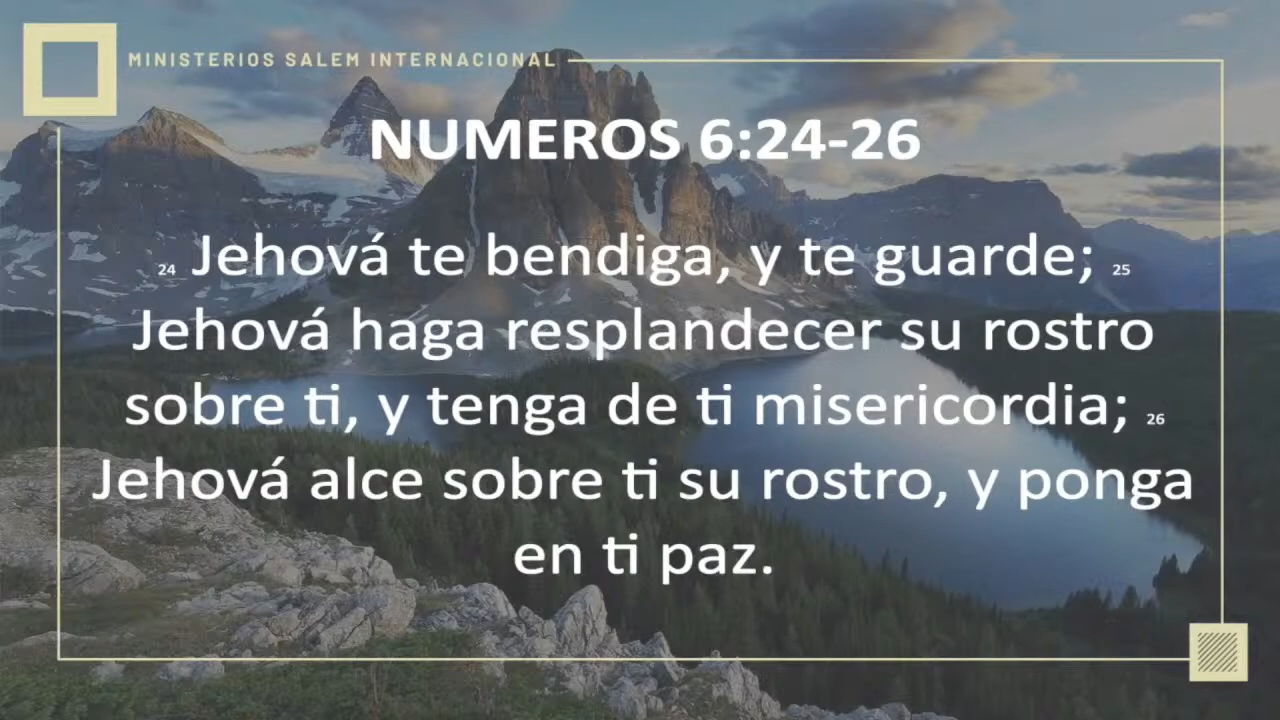 MINISTERIOS SALEM INTERNACIONAL
NUMEROS 6:24-26
24 Jehová te bendiga, y te guarde; 25
Jehová haga resplandecer su rostro
sobre ti, y tenga de ti misericordia; 26
Jehová alce sobre ti su rostro, y ponga
en ti paz.